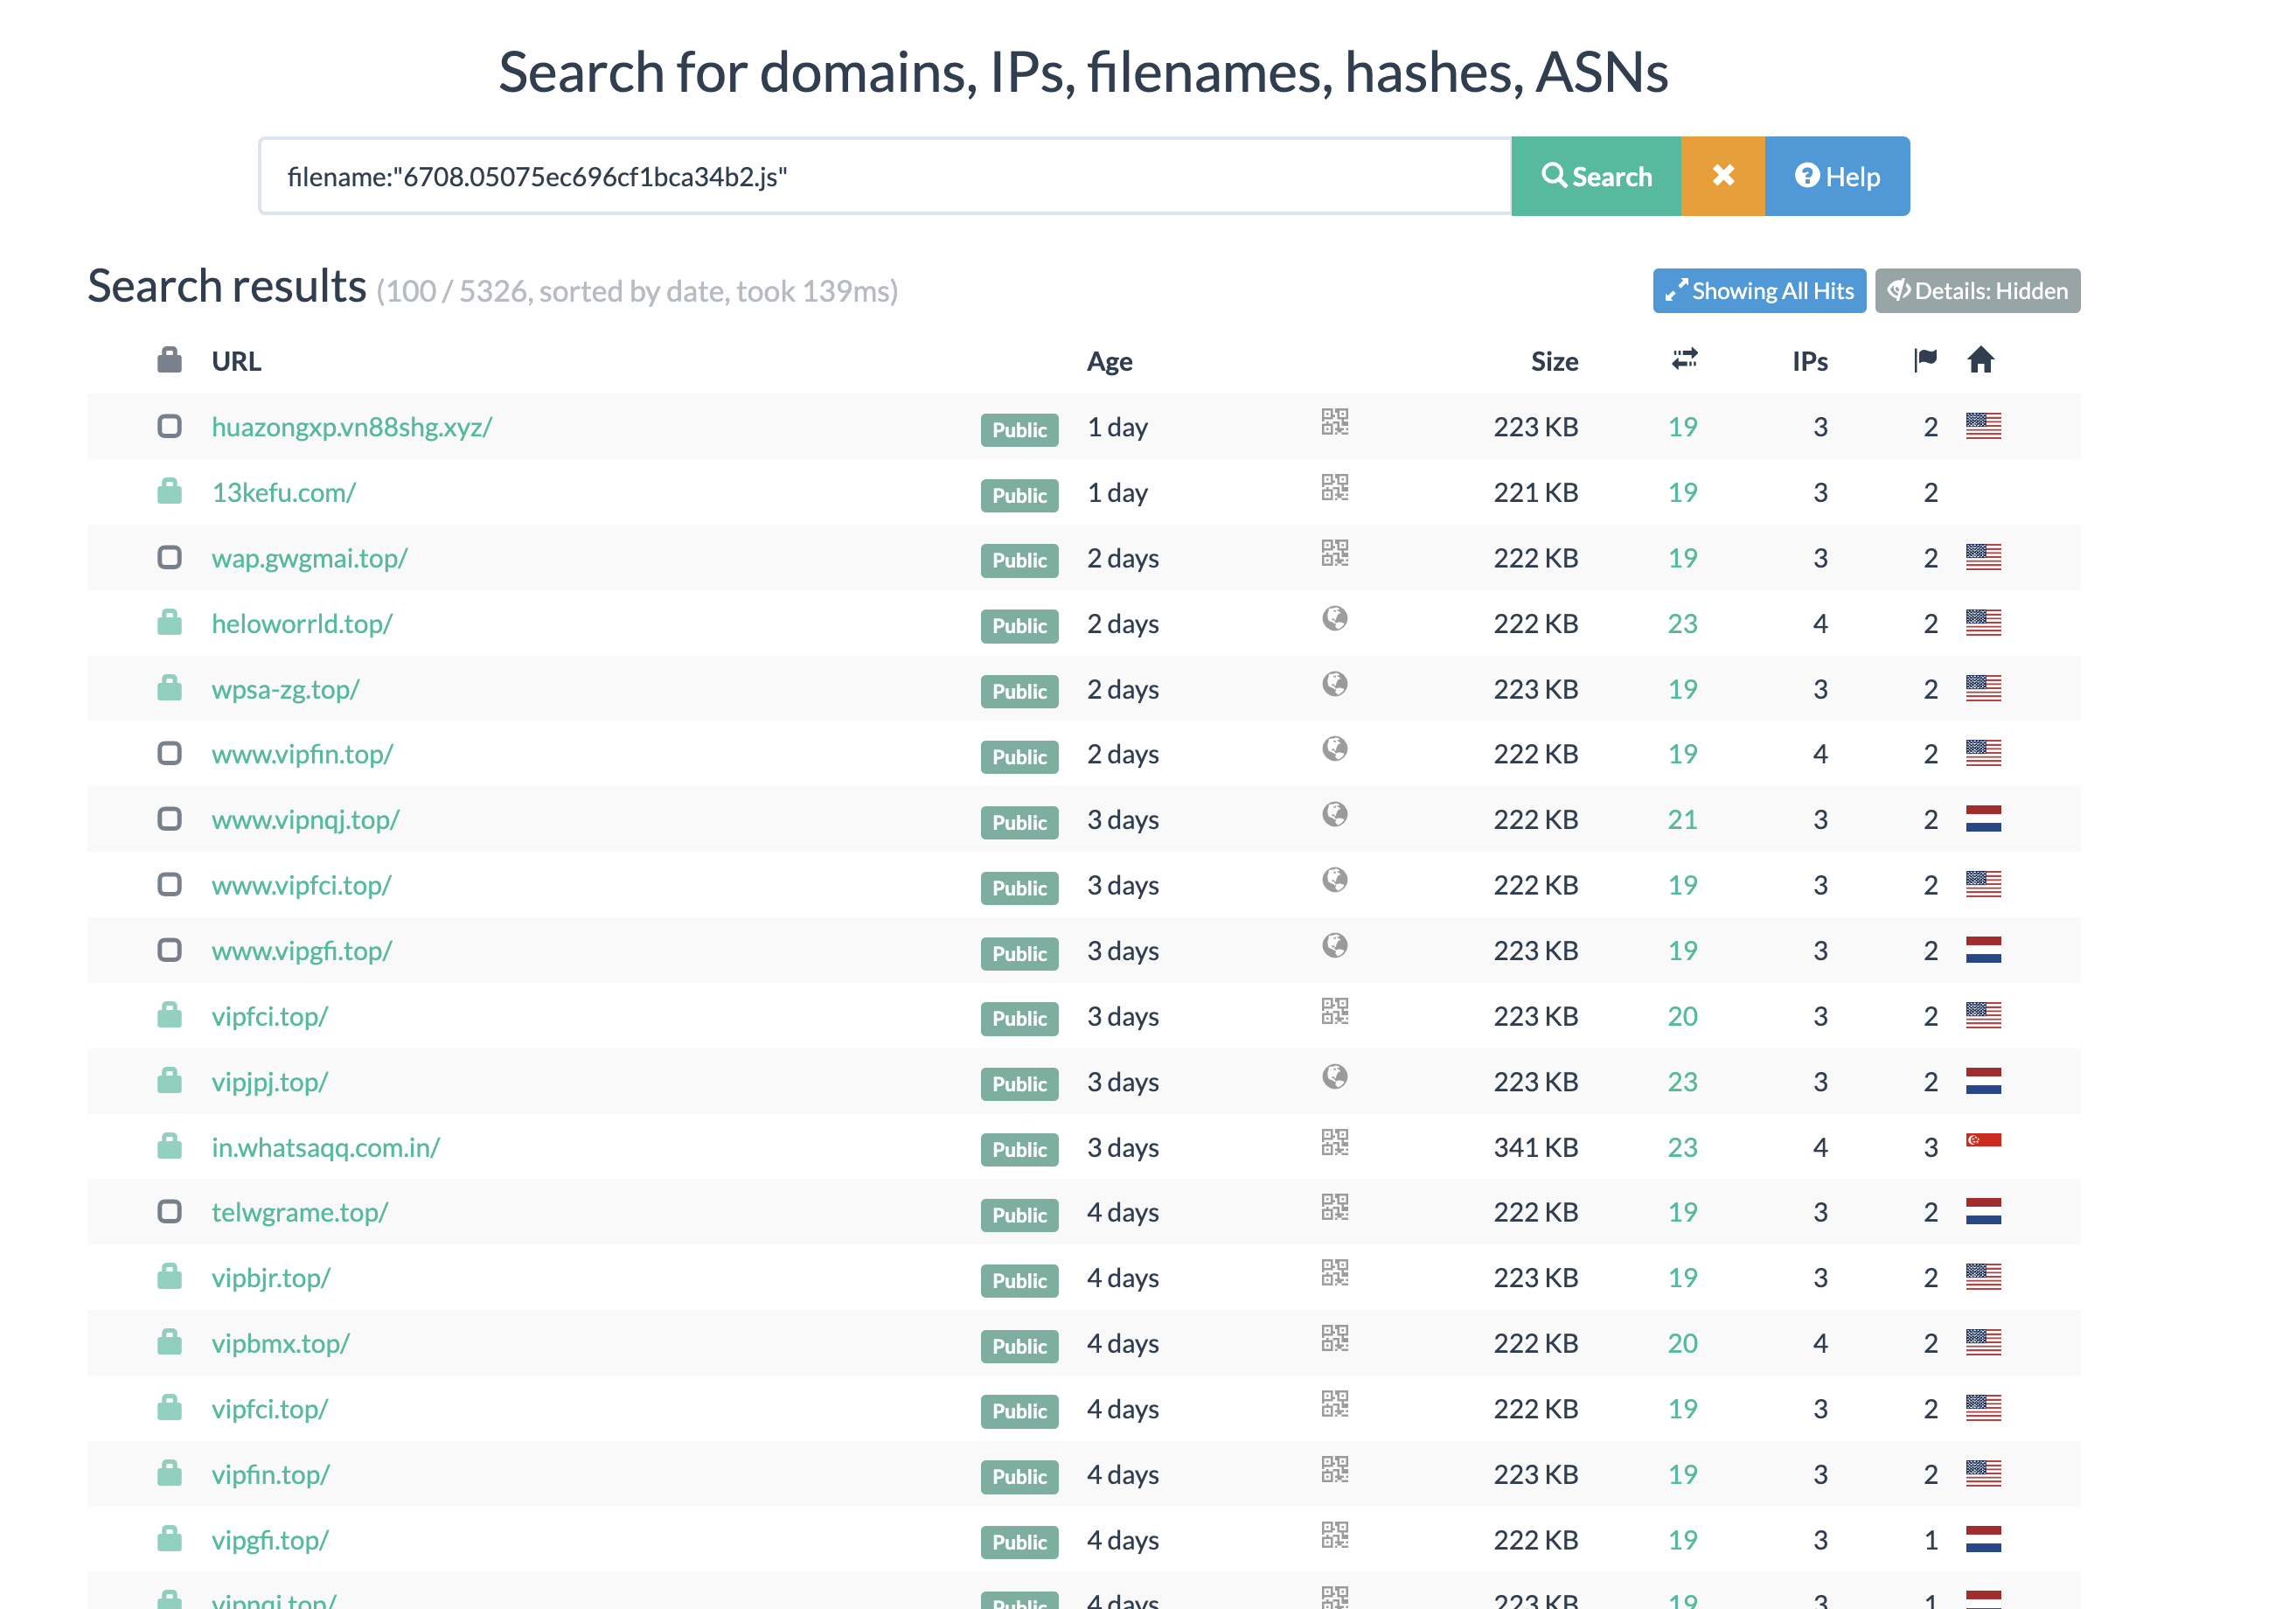 Search for domains, IPs, filenames, hashes, ASNs
filename:"6708.05075ec696cf1bca34b2.js" Search Help
Search results (100 / 5326, sorted by date, took 139ms) Showing All Hits Details: Hidden
URL Age Size IPs
huazongxp.vn88shg.xyz/ Public 1 day 223 KB 19 3 2
13kefu.com/ Public 1 day 221 KB 19 3 2
wap.gwgmai.top/ Public 2 days 222 KB 19 3 2
heloworrld.top/ Public 2 days 222 KB 23 4 2
wpsa-zg.top/ Public 2 days 223 KB 19 3 2
www.vipfin.top/ Public 2 days 222 KB 19 4 2
www.vipnqj.top/ Public 3 days 222 KB 21 3 2
www.vipfci.top/ Public 3 days 222 KB 19 3 2
www.vipgfi.top/ Public 3 days 223 KB 19 3 2
vipfci.top/ Public 3 days 223 KB 20 3 2
vipjpj.top/ Public 3 days 223 KB 23 3 2
in.whatsaqq.com.in/ Public 3 days 341 KB 23 4 3
telwgrame.top/ Public 4 days 222 KB 19 3 2
vipbjr.top/ Public 4 days 223 KB 19 3 2
vipbmx.top/ Public 4 days 222 KB 20 4 2
vipfci.top/ Public 4 days 222 KB 19 3 2
vipfin.top/ Public 4 days 223 KB 19 3 2
vipgfi.top/ Public 4 days 222 KB 19 3 1
Public 4 days 223 KB 19 3 1